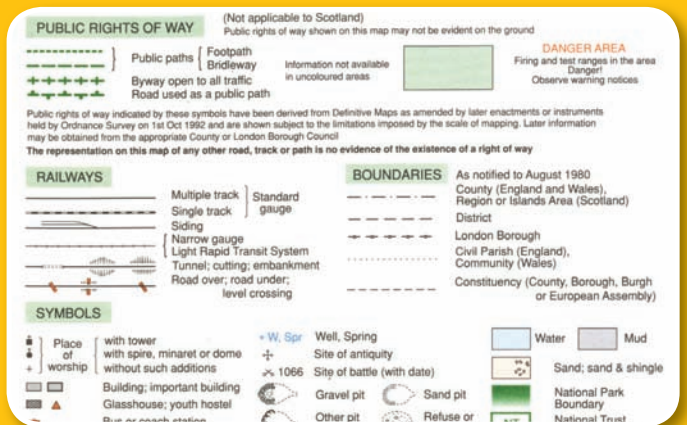 PUBLIC RIGHTS OF WAY
(Not applicable to Scotland)
Public rights of way shown on this map may not be evident on the ground
Public paths
Footpath
Bridleway
Byway open to all traffic
Road used as a public path
Information not available
in uncoloured areas
DANGER AREA
Firing and test ranges in the area
Danger!
Observe warning notices
Public rights of way indicated by these symbols have been derived from Definitive Maps as amended by later enactments or instruments
held by Ordnance Survey on 1st Oct 1992 and are shown subject to the limitations imposed by the scale of mapping. Later information
may be obtained from the appropriate County or London Borough Council
The representation on this map of any other road, track or path is no evidence of the existence of a right of way
RAILWAYS
Multiple track
Single track
Standard
gauge
Siding
Narrow gauge
Light Rapid Transit System
Tunnel; cutting; embankment
Road over; road under;
level crossing
BOUNDARIES
As notified to August 1980
County (England and Wales),
Region or Islands Area (Scotland)
District
London Borough
Civil Parish (England),
Community (Wales)
Constituency (County, Borough, Burgh
or European Assembly)
SYMBOLS
Place
of
worship
with tower
with spire, minaret or dome
without such additions
Building; important building
Glasshouse; youth hostel
Bus or coach station
W, Spr Well, Spring
Site of antiquity
1066 Site of battle (with date)
Gravel pit
Sand pit
Other pit
Refuse or
Water
Mud
Sand; sand & shingle
National Park
Boundary
NT
National Trust